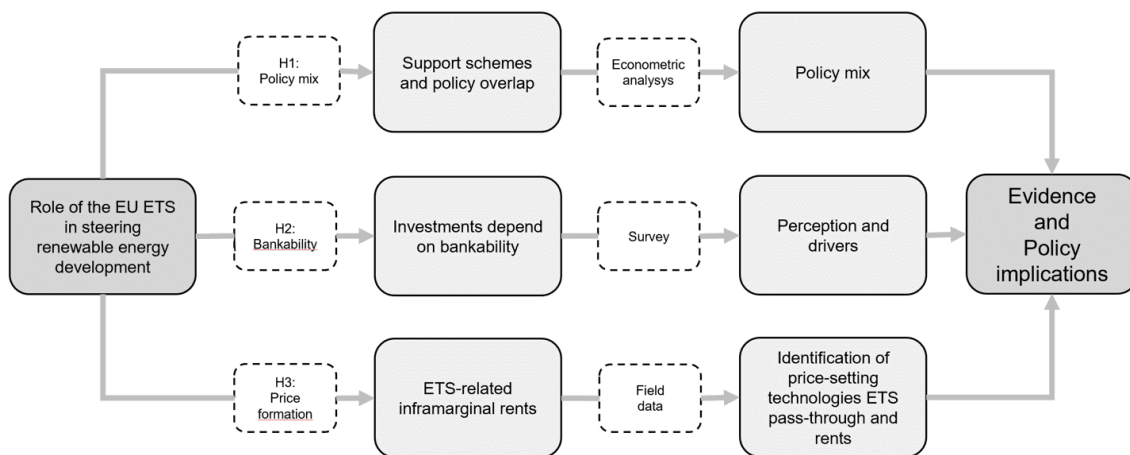 H1:
Policy mix
Support schemes
and policy overlap
Econometric
analysys
Policy mix
Role of the EU ETS
in steering
renewable energy
development
H2:
Bankability
Investments depend
on bankability
Survey
Perception and
drivers
Evidence
and
Policy
implications
H3:
Price
formation
ETS-related
inframarginal rents
Field
data
Identification of
price-setting
technologies ETS
pass-through and
rents